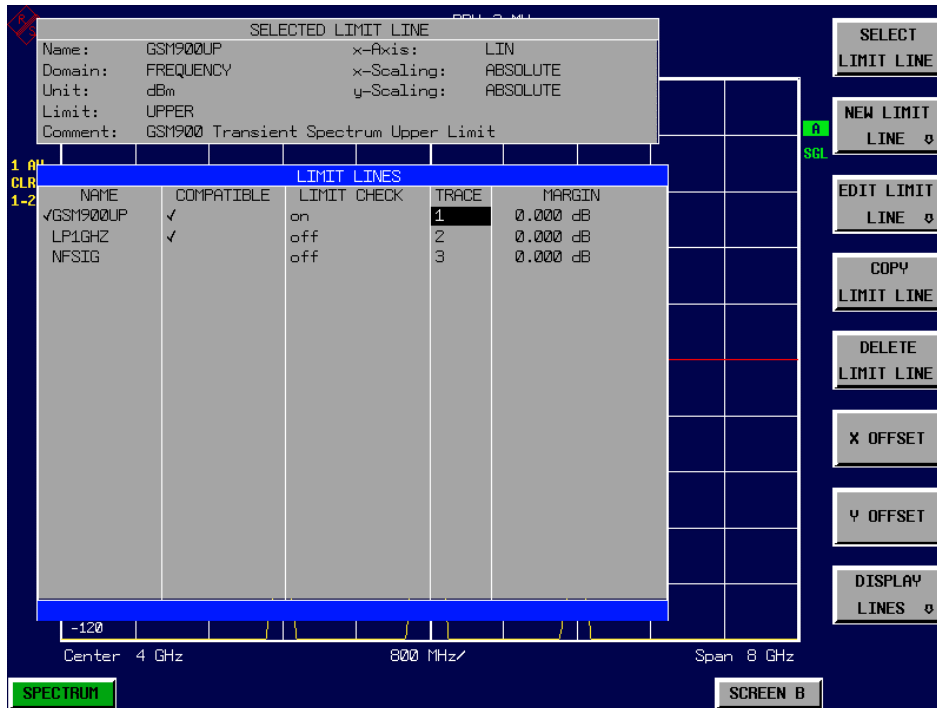 SELECTED LIMIT LINE
Name: GSM900UP x-Axis: LIN
Domain: FREQUENCY x-Scaling: ABSOLUTE
Unit: dBm y-Scaling: ABSOLUTE
Limit: UPPER
Comment: GSM900 Transient Spectrum Upper Limit
A
SGL
CLR
LIMIT LINES
NAME COMPATIBLE LIMIT CHECK TRACE MARGIN
✓GSM900UP ✓ on 1 0.000 dB
LP1GHZ ✓ off 2 0.000 dB
NFSIG off 3 0.000 dB
-120
Center 4 GHz 800 MHz/ Span 8 GHz
SPECTRUM
SCREEN B
SELECT
LIMIT LINE
NEW LIMIT
LINE
EDIT LIMIT
LINE
COPY
LIMIT LINE
DELETE
LIMIT LINE
X OFFSET
Y OFFSET
DISPLAY
LINES